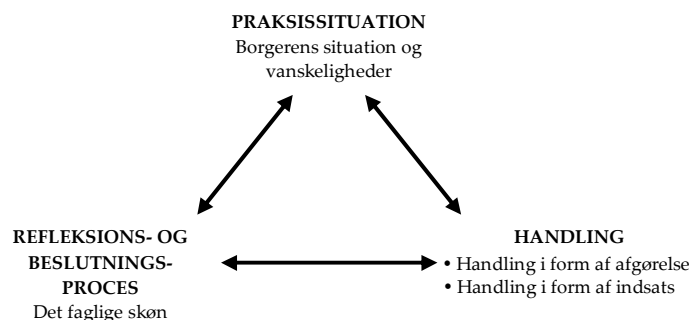 PRAKSISSITUATION
Borgerens situation og
vanskeligheder
REFLEKSIONS- OG
BESLUTNINGS-
PROCES
Det faglige skøn
HANDLING
• Handling i form af afgørelse
• Handling i form af indsats